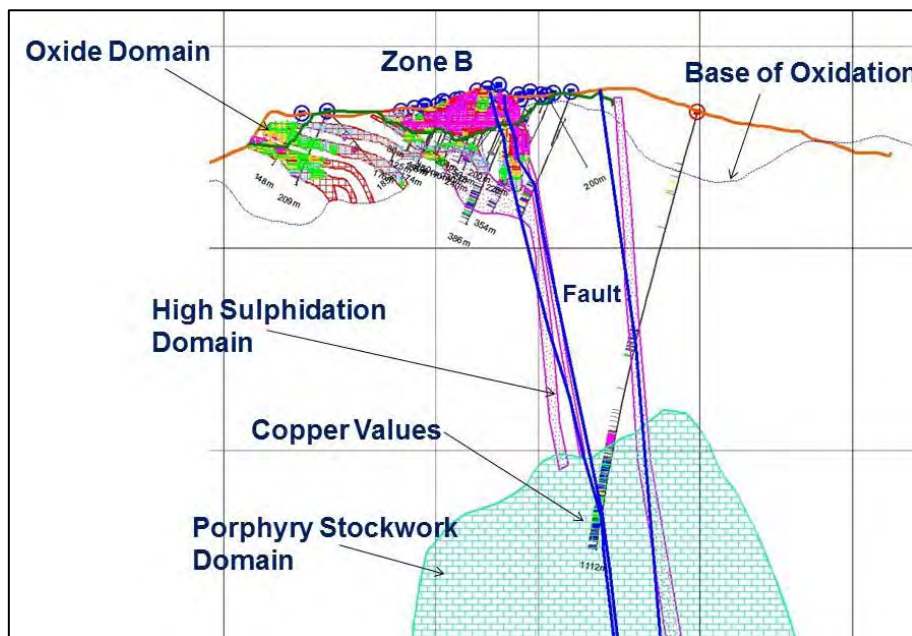 Oxide Domain
Zone B
Base of Oxidation
148m
209m
386m
354m
200m
Fault
High Sulphidation
Domain
Copper Values
Porphyry Stockwork
Domain
1112m